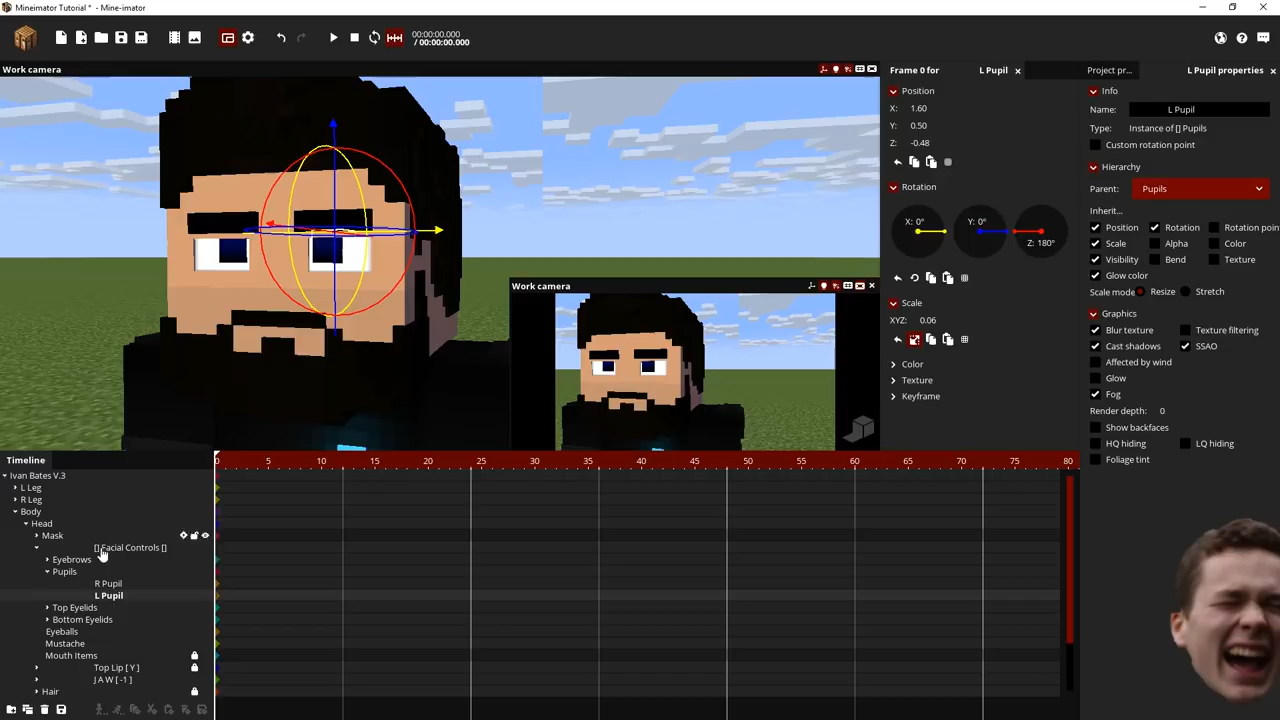 Mineimator Tutorial * - Mine-imator
00:00:00.000
/ 00:00:00.000
Work camera
Work camera
Frame 0 for L Pupil
Position
X: 1.60
Y: 0.50
Z: -0.48
Rotation
X: 0°
Y: 0°
Z: 180°
Scale
XYZ: 0.06
Color
Texture
Keyframe
Project pr...
L Pupil properties
Info
Name: L Pupil
Type: Instance of [] Pupils
Custom rotation point
Hierarchy
Parent: Pupils
Inherit...
Position Rotation Rotation poin
Scale Alpha Color
Visibility Bend Texture
Glow color
Scale mode Resize Stretch
Graphics
Blur texture Texture filtering
Cast shadows SSAO
Affected by wind
Glow
Fog
Render depth: 0
Show backfaces
HQ hiding LQ hiding
Foliage tint
Timeline
0 5 10 15 20 25 30 35 40 45 50 55 60 65 70 75 80
Ivan Bates V.3
L Leg
R Leg
Body
Head
Mask
[] Facial Controls []
Eyebrows
Pupils
R Pupil
L Pupil
Top Eyelids
Bottom Eyelids
Eyeballs
Mustache
Mouth Items
Top Lip [ Y ]
J A W [ -1 ]
Hair